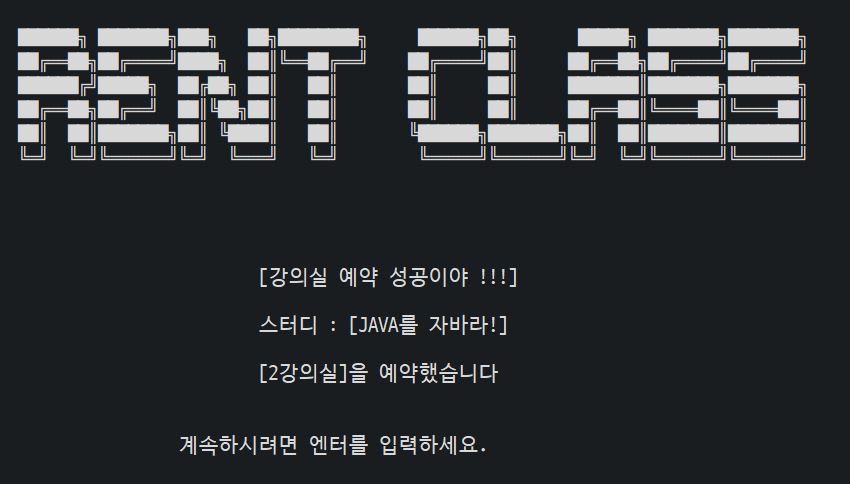 RENT CLASS
[강의실 예약 성공이야 !!!]
스터디 : [JAVA를 자바라!]
[2강의실]을 예약했습니다
계속하시려면 엔터를 입력하세요.